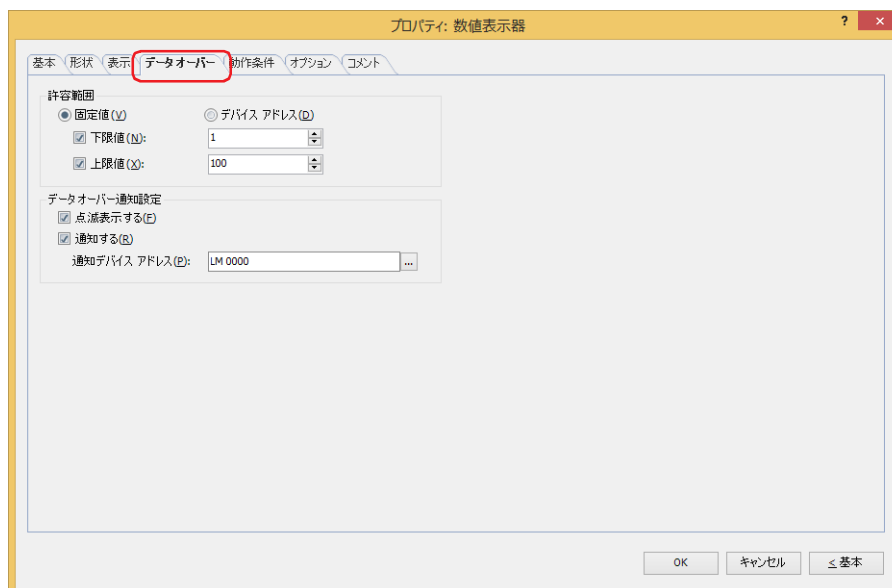 プロパティ: 数値表示器
? ×
基本 形状 表示 データオーバー 動作条件 オプション コメント
許容範囲
固定値(V) デバイス アドレス(D)
下限値(N): 1
上限値(X): 100
データオーバー通知設定
点滅表示する(F)
通知する(R)
通知デバイス アドレス(P): LM 0000 ...
OK キャンセル < 基本